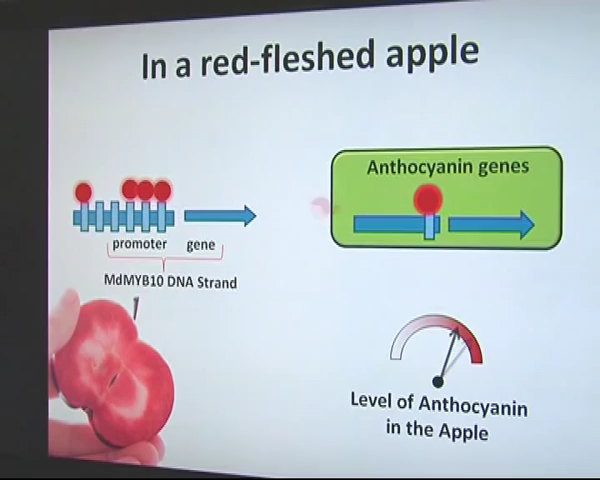 In a red-fleshed apple
Anthocyanin genes
promoter gene
MdMYB10 DNA Strand
Level of Anthocyanin
in the Apple